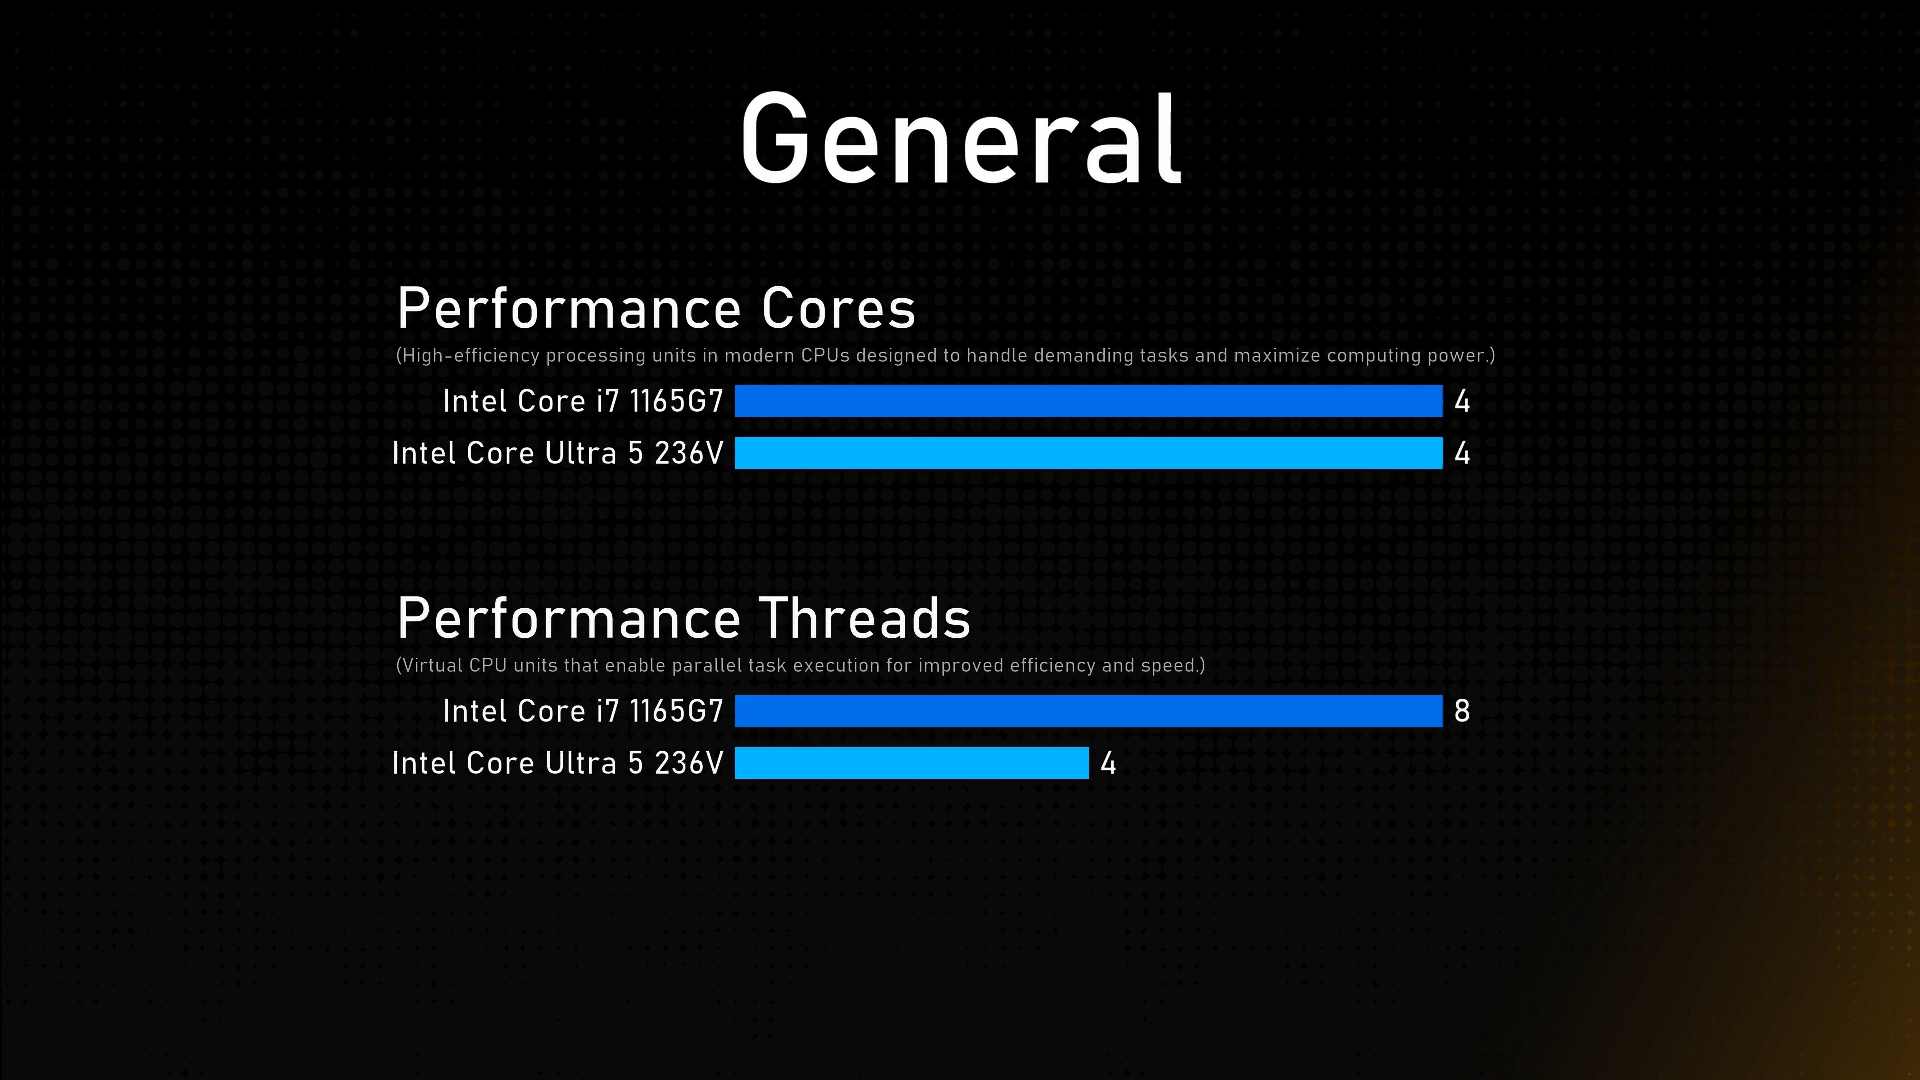 General
Performance Cores
(High-efficiency processing units in modern CPUs designed to handle demanding tasks and maximize computing power.)
Intel Core i7 1165G7 4
Intel Core Ultra 5 236V 4
Performance Threads
(Virtual CPU units that enable parallel task execution for improved efficiency and speed.)
Intel Core i7 1165G7 8
Intel Core Ultra 5 236V 4